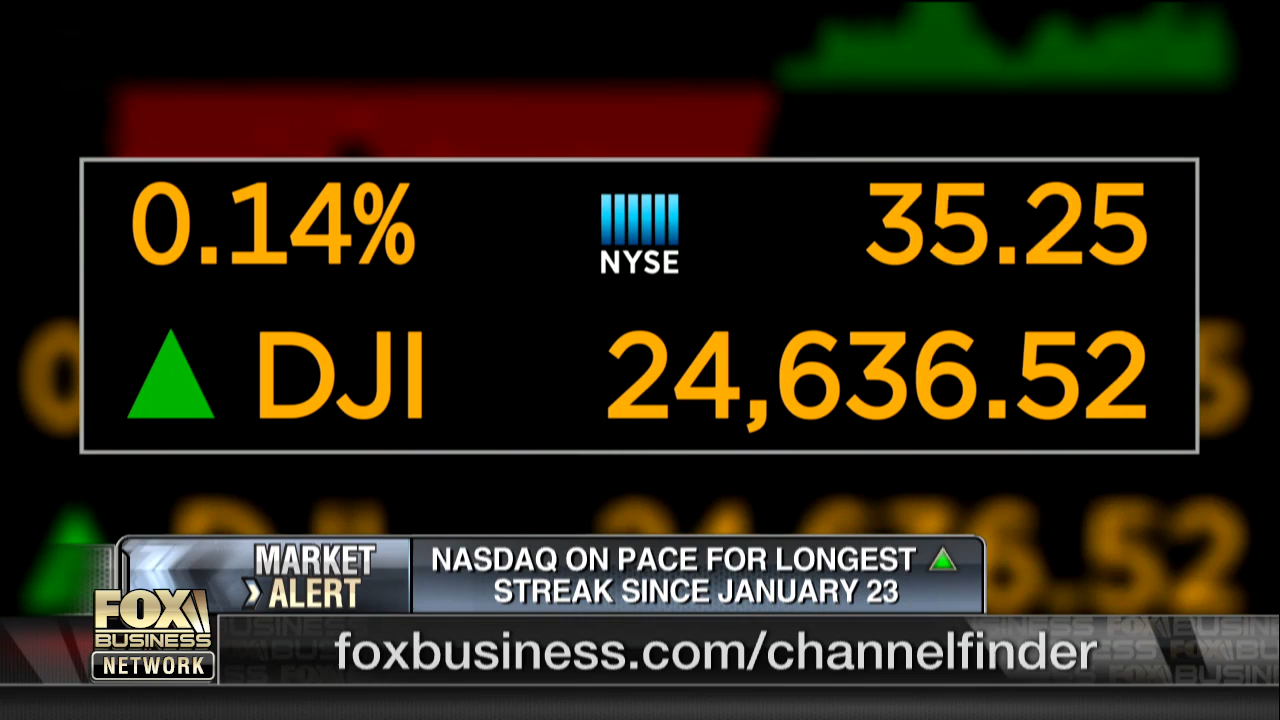 0.14%
NYSE
35.25
DJI
24,636.52
MARKET
ALERT
NASDAQ ON PACE FOR LONGEST
STREAK SINCE JANUARY 23
FOX
BUSINESS
NETWORK
foxbusiness.com/channelfinder